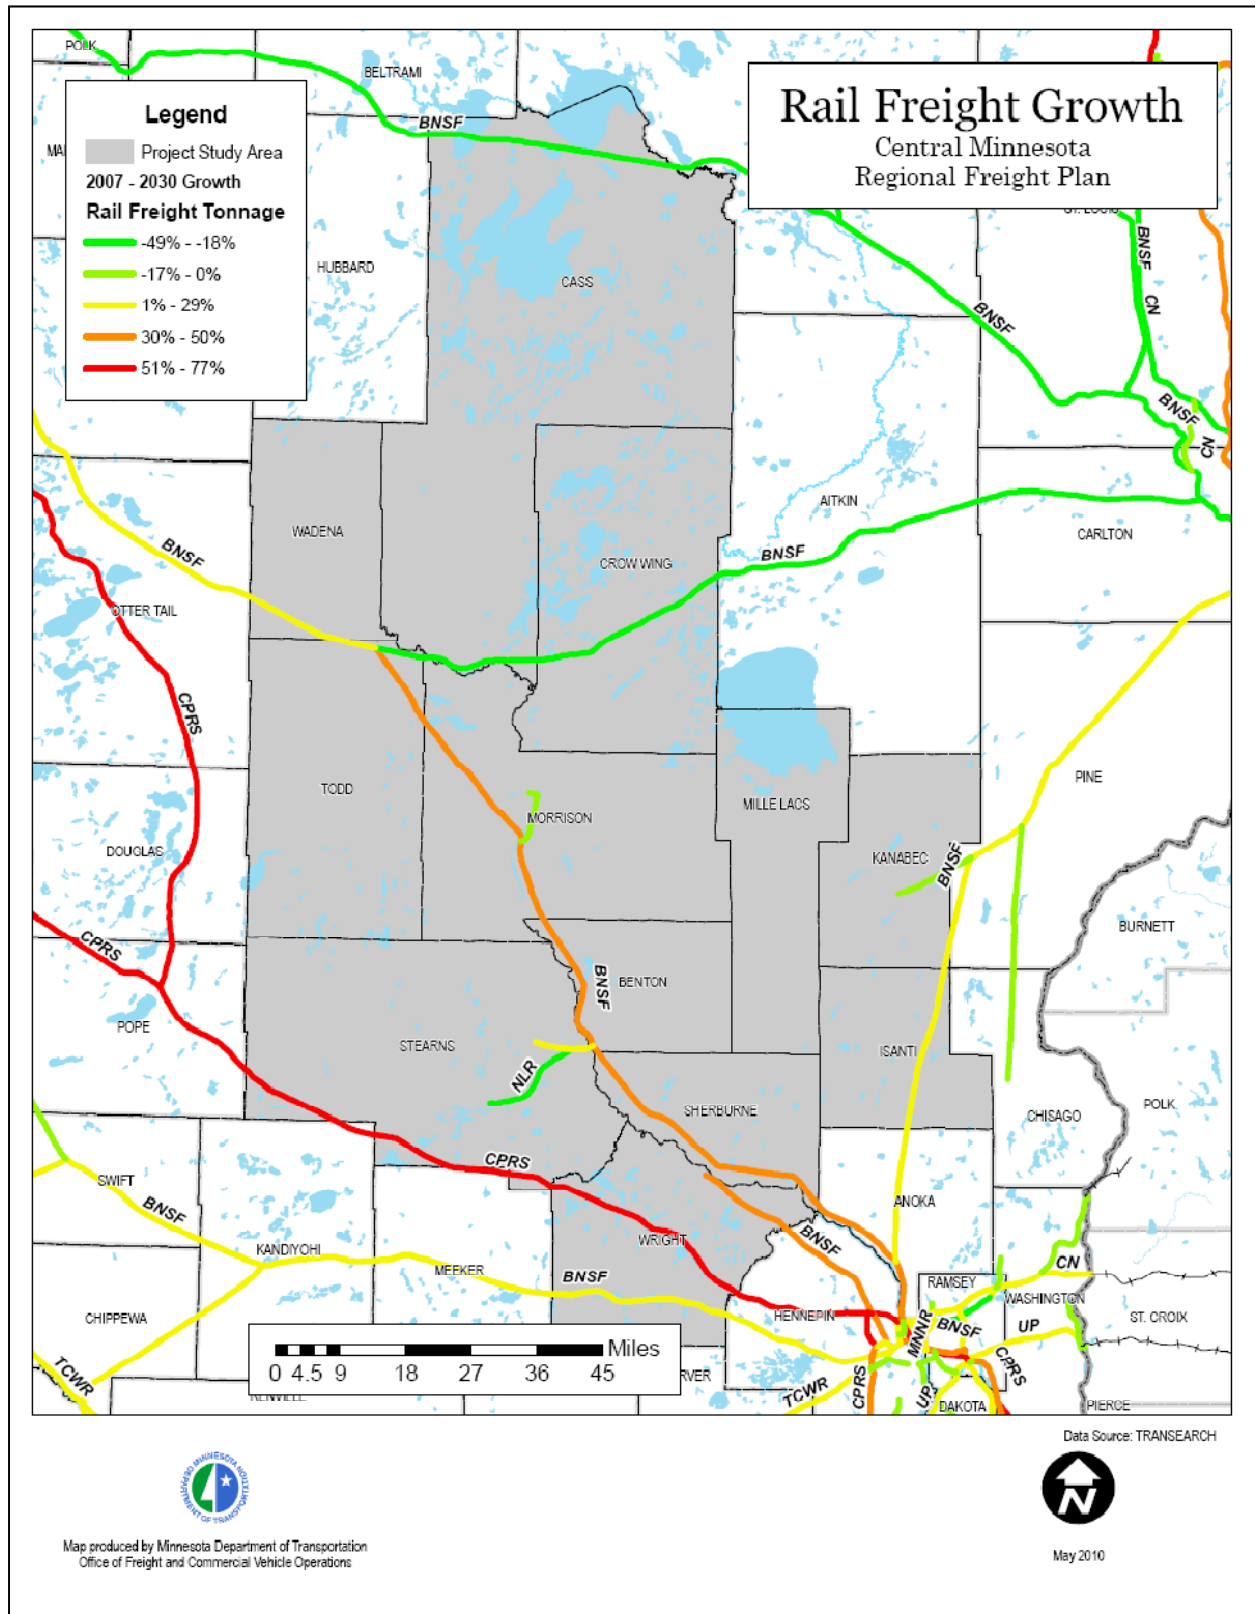 POLK
BELTRAMI
BNSF
Rail Freight Growth
Central Minnesota
Regional Freight Plan
Legend
Project Study Area
2007 - 2030 Growth
Rail Freight Tonnage
-49% - -18%
-17% - 0%
1% - 29%
30% - 50%
51% - 77%
HUBBARD
CASS
BNSF
CN
BNSF
BNSF
CN
WADENA
BNSF
AITKIN
CARLTON
CROW WING
BNSF
OTTER TAIL
CPRS
TODD
MORRISON
MILLE LACS
PINE
DOUGLAS
KANABEC
BNSF
BURNETT
CPRS
BNSF
BENTON
POPE
STEARNS
ISANTI
NLR
SHERBURNE
CHISAGO
POLK
CPRS
SWIFT
BNSF
ANOKA
WRIGHT
BNSF
KANDIYOHI
MEEKER
BNSF
CN
RAMSEY
WASHINGTON
CHIPPEWA
HENNEPIN
MNNR
BNSF
UP
ST. CROIX
Miles
0 4.5 9 18 27 36 45
TCWR
RVER
TCWR
CPRS
UP
CPRS
DAKOTA
PIERCE
Data Source: TRANSEARCH
MINNESOTA
DEPARTMENT OF TRANSPORTATION
N
Map produced by Minnesota Department of Transportation
Office of Freight and Commercial Vehicle Operations
May 2010